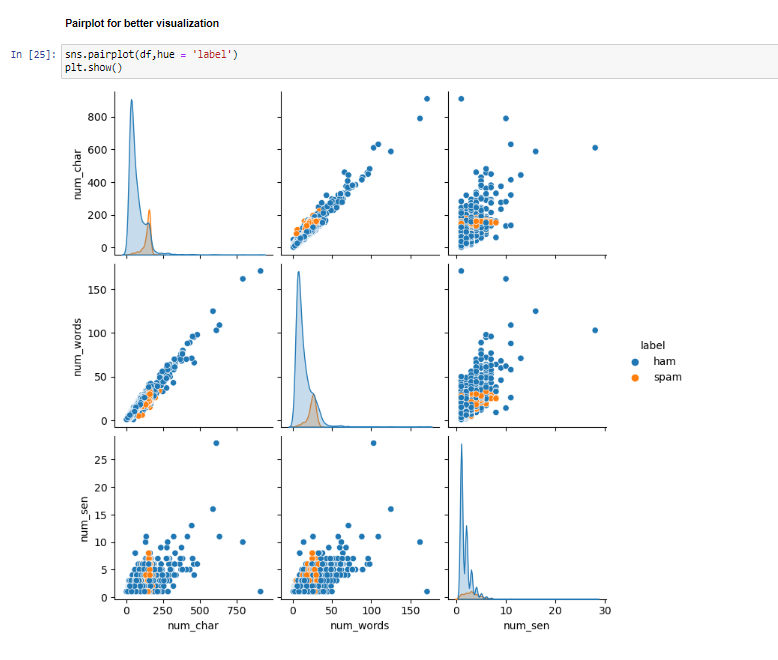 Pairplot for better visualization
In [25]: sns.pairplot(df,hue = 'label')
plt.show()
800
600
400
200
0
num_char
150
100
50
0
num_words
label
ham
spam
25
20
15
10
5
0
num_sen
0 250 500 750
0 50 100 150
0 10 20 30
num_char
num_words
num_sen